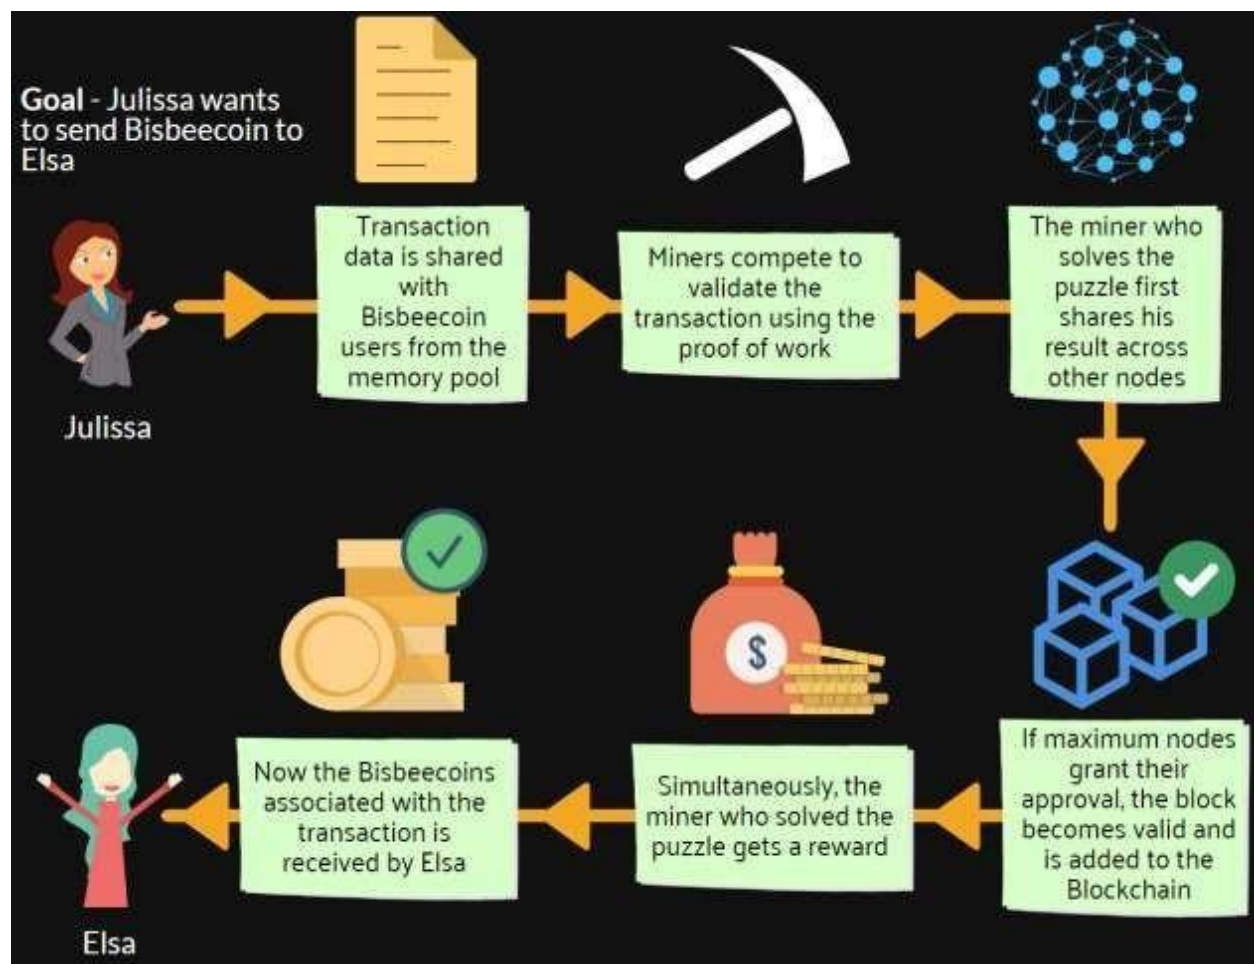 Goal - Julissa wants
to send Bisbeecoin to
Elsa
Julissa
Transaction
data is shared
with
Bisbeecoin
users from the
memory pool
Miners compete to
validate the
transaction using the
proof of work
The miner who
solves the
puzzle first
shares his
result across
other nodes
If maximum nodes
grant their
approval, the block
becomes valid and
is added to the
Blockchain
$
Simultaneously, the
miner who solved the
puzzle gets a reward
Now the Bisbeecoins
associated with the
transaction is
received by Elsa
Elsa